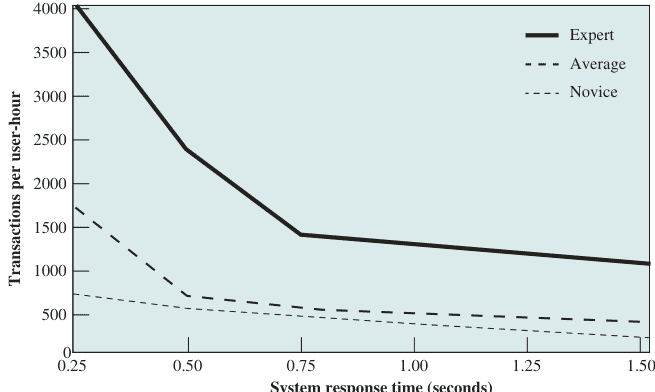 4000
3500
3000
2500
2000
1500
1000
500
0
Transactions per user-hour
Expert
Average
Novice
0.25 0.50 0.75 1.00 1.25 1.50
System response time (seconds)